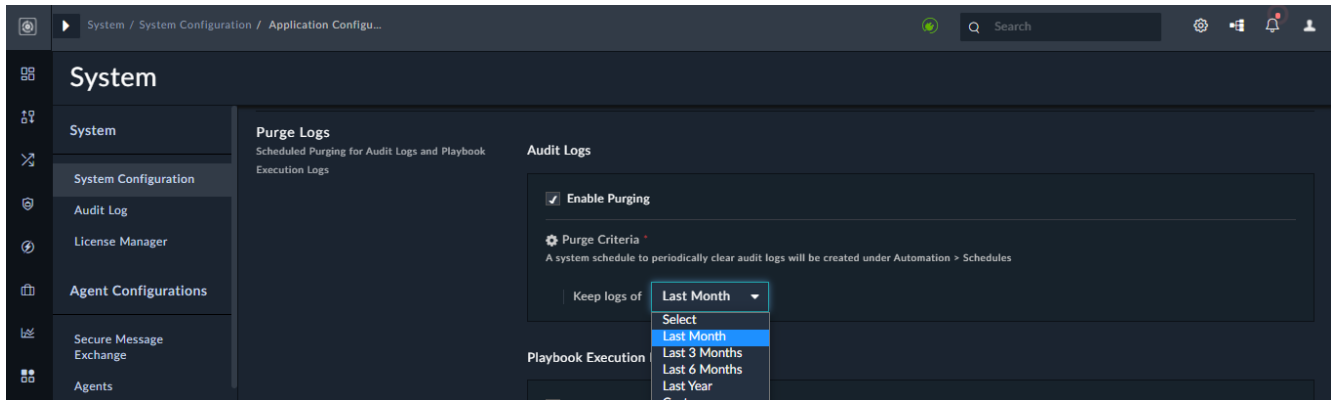 System / System Configuration / Application Configu...
Search
System
System
System Configuration
Audit Log
License Manager
Agent Configurations
Secure Message
Exchange
Agents
Purge Logs
Scheduled Purging for Audit Logs and Playbook
Execution Logs
Audit Logs
Enable Purging
Purge Criteria *
A system schedule to periodically clear audit logs will be created under Automation > Schedules
Keep logs of Last Month
Select
Last Month
Last 3 Months
Last 6 Months
Last Year
Playbook Execution